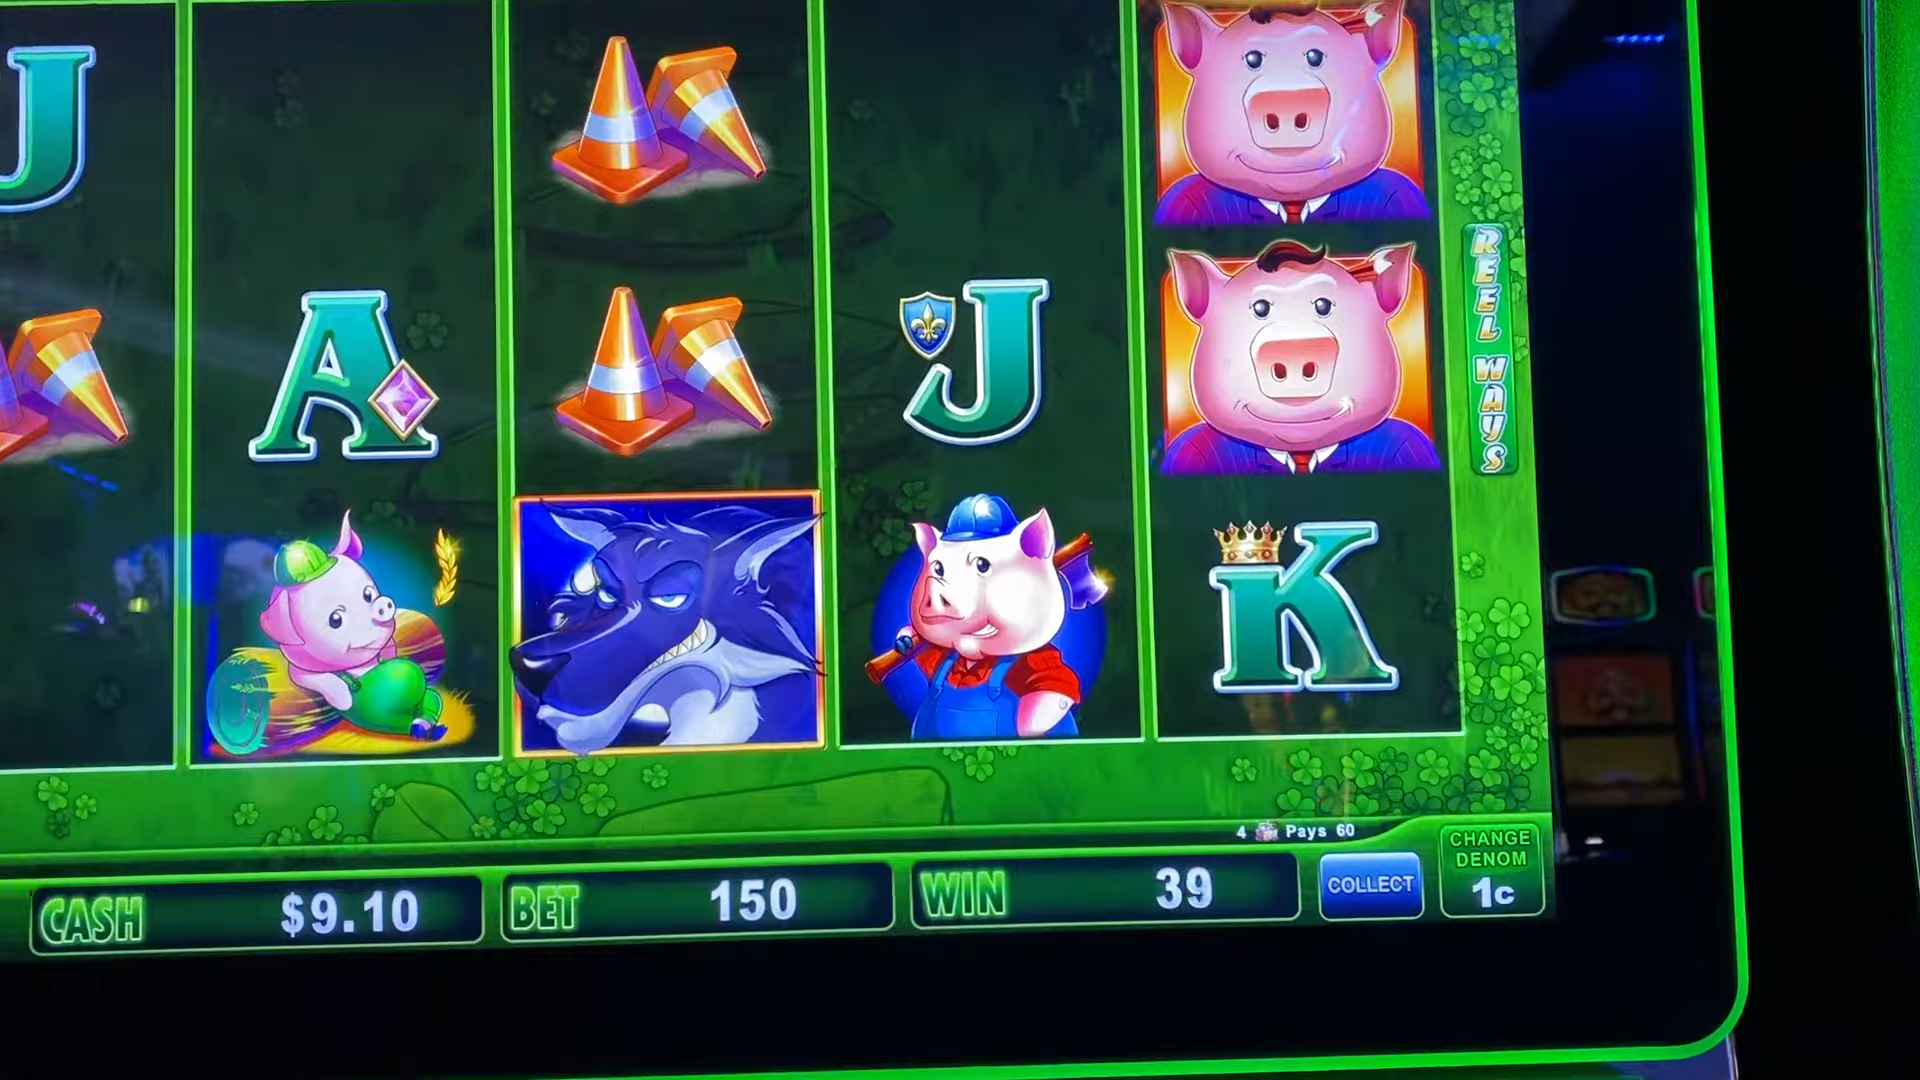 J
A
J
K
REEL WAYS
4 Pays 60
CASH $9.10
BET 150
WIN 39
COLLECT
CHANGE
DENOM
1c